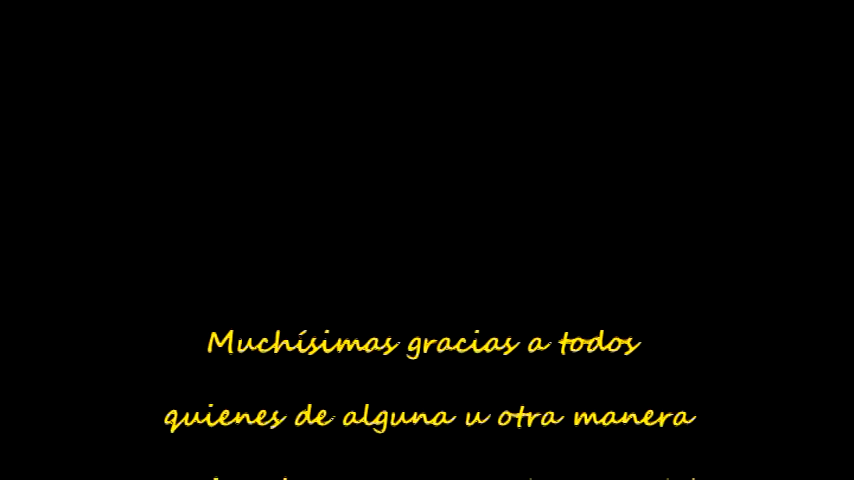 Muchísimas gracias a todos
quienes de alguna u otra manera